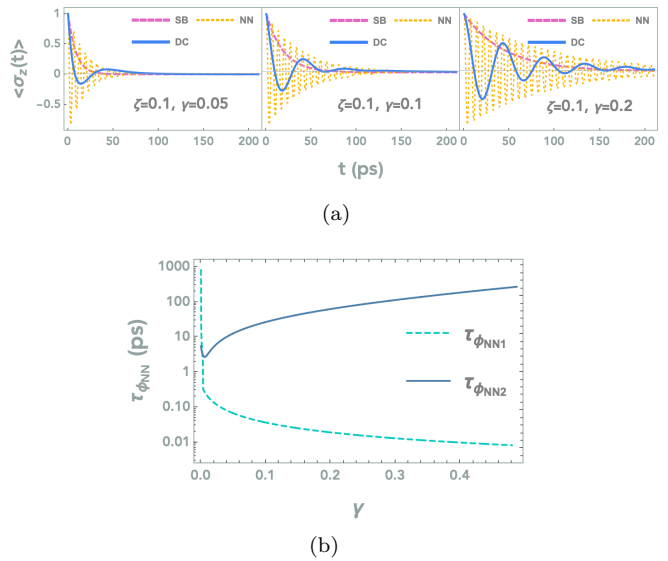 <σz(t)>
1
0.5
0
−0.5
SB NN
DC
ζ=0.1, γ=0.05
SB NN
DC
ζ=0.1, γ=0.1
SB NN
DC
ζ=0.1, γ=0.2
0 50 100 150 200
0 50 100 150 200
0 50 100 150 200
t (ps)
(a)
τϕNN (ps)
1000
100
10
1
0.10
0.01
τϕNN1
τϕNN2
0.0 0.1 0.2 0.3 0.4
γ
(b)